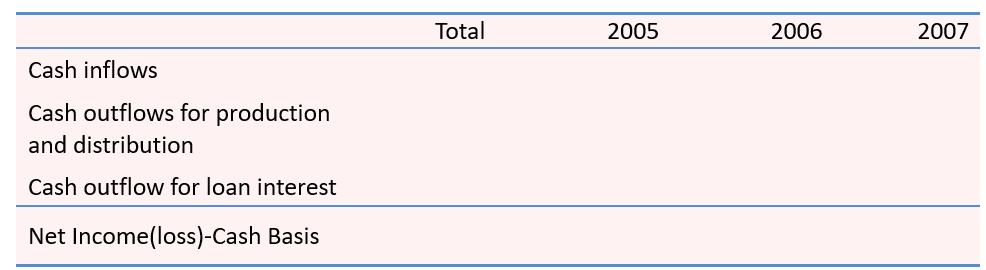 Total 2005 2006 2007
Cash inflows
Cash outflows for production
and distribution
Cash outflow for loan interest
Net Income(loss)-Cash Basis